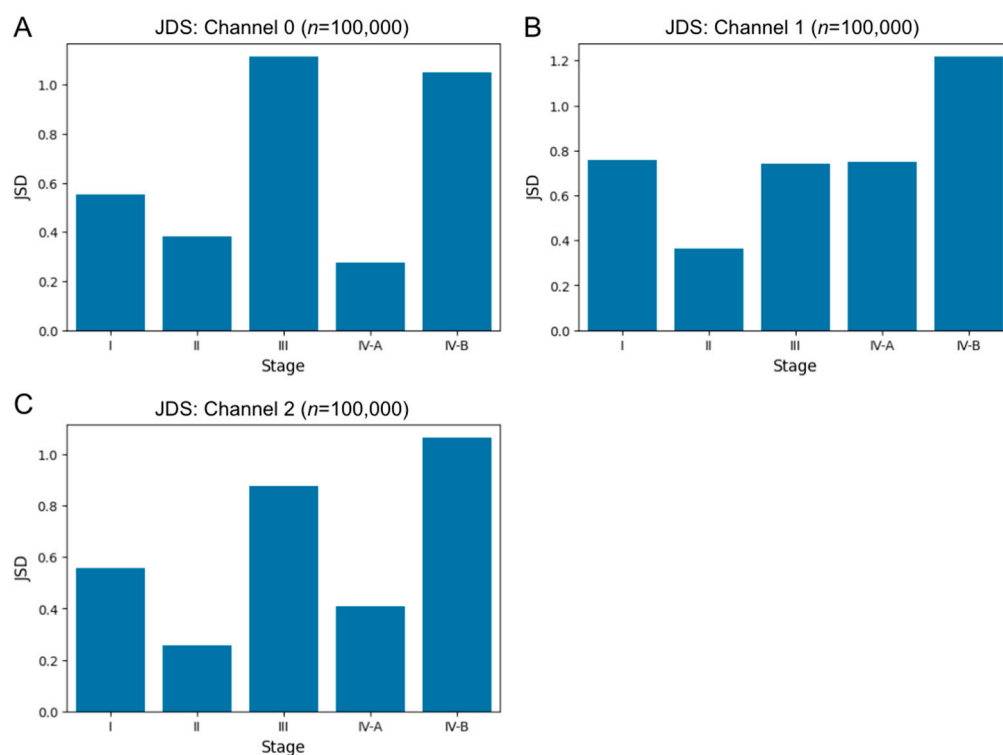 A
JDS: Channel 0 (n=100,000)
1.0
0.8
0.6
0.4
0.2
0.0
JSD
I II III IV-A IV-B
Stage
B
JDS: Channel 1 (n=100,000)
1.2
1.0
0.8
0.6
0.4
0.2
0.0
JSD
I II III IV-A IV-B
Stage
C
JDS: Channel 2 (n=100,000)
1.0
0.8
0.6
0.4
0.2
0.0
JSD
I II III IV-A IV-B
Stage